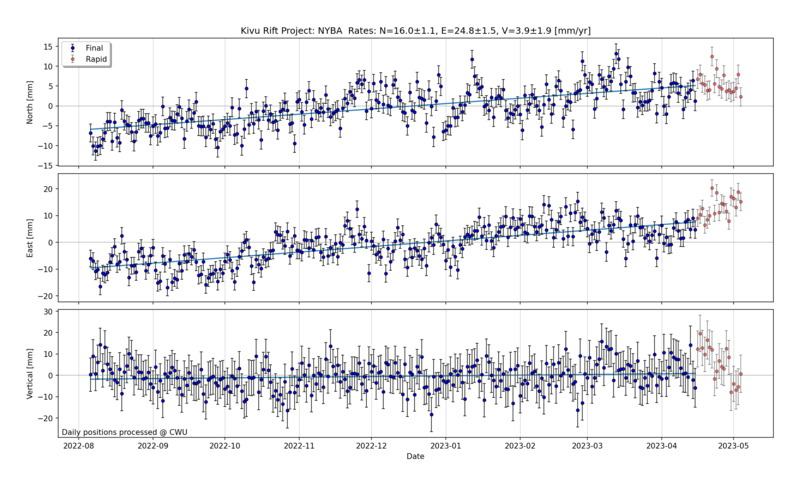 Kivu Rift Project: NYBA  Rates: N=16.0±1.1, E=24.8±1.5, V=3.9±1.9 [mm/yr]
Final
Rapid
North [mm]
15
10
5
0
−5
−10
−15
East [mm]
20
10
0
−10
−20
Vertical [mm]
30
20
10
0
−10
−20
Daily positions processed @ CWU
2022-08 2022-09 2022-10 2022-11 2022-12 2023-01 2023-02 2023-03 2023-04 2023-05
Date